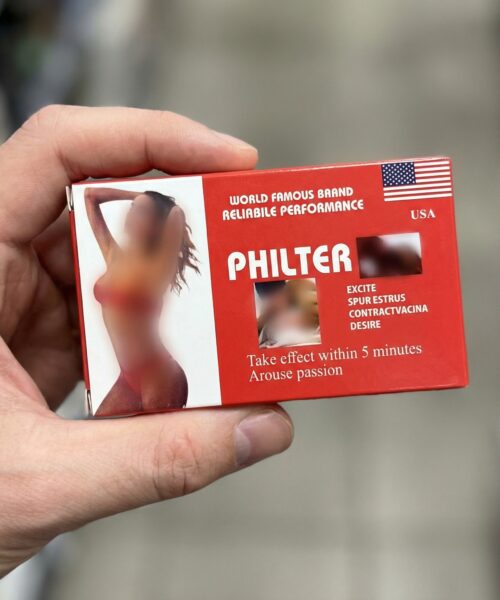 WORLD FAMOUS BRAND
RELIABILE PERFORMANCE
USA
PHILTER
EXCITE
SPUR ESTRUS
CONTRACTVACINA
DESIRE
Take effect within 5 minutes
Arouse passion